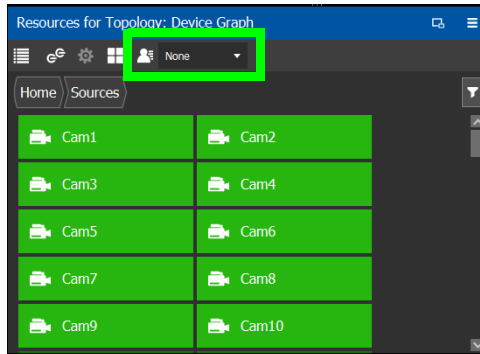 Resources for Topology: Device Graph
None
Home Sources
Cam1 Cam2
Cam3 Cam4
Cam5 Cam6
Cam7 Cam8
Cam9 Cam10